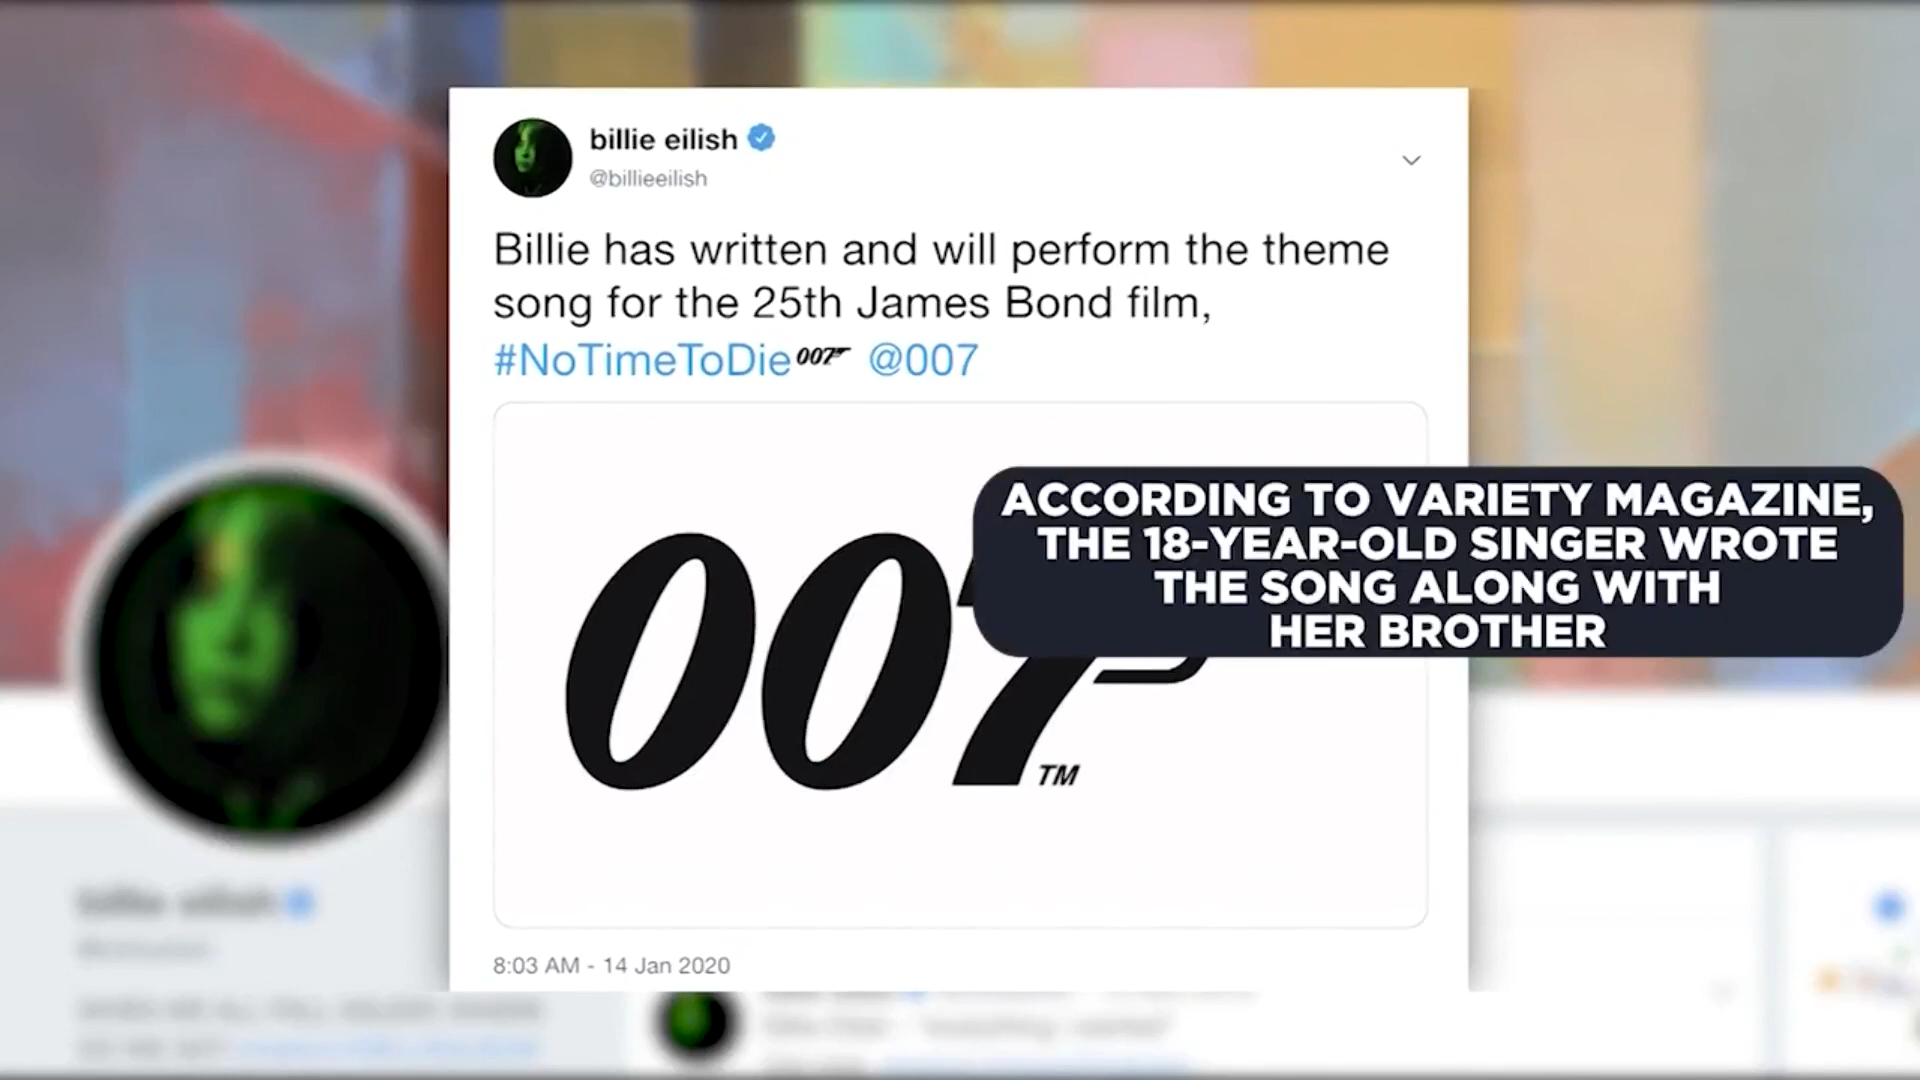 billie eilish
@billieeilish
Billie has written and will perform the theme
song for the 25th James Bond film,
#NoTimeToDie 007 @007
007
TM
ACCORDING TO VARIETY MAGAZINE,
THE 18-YEAR-OLD SINGER WROTE
THE SONG ALONG WITH
HER BROTHER
8:03 AM - 14 Jan 2020